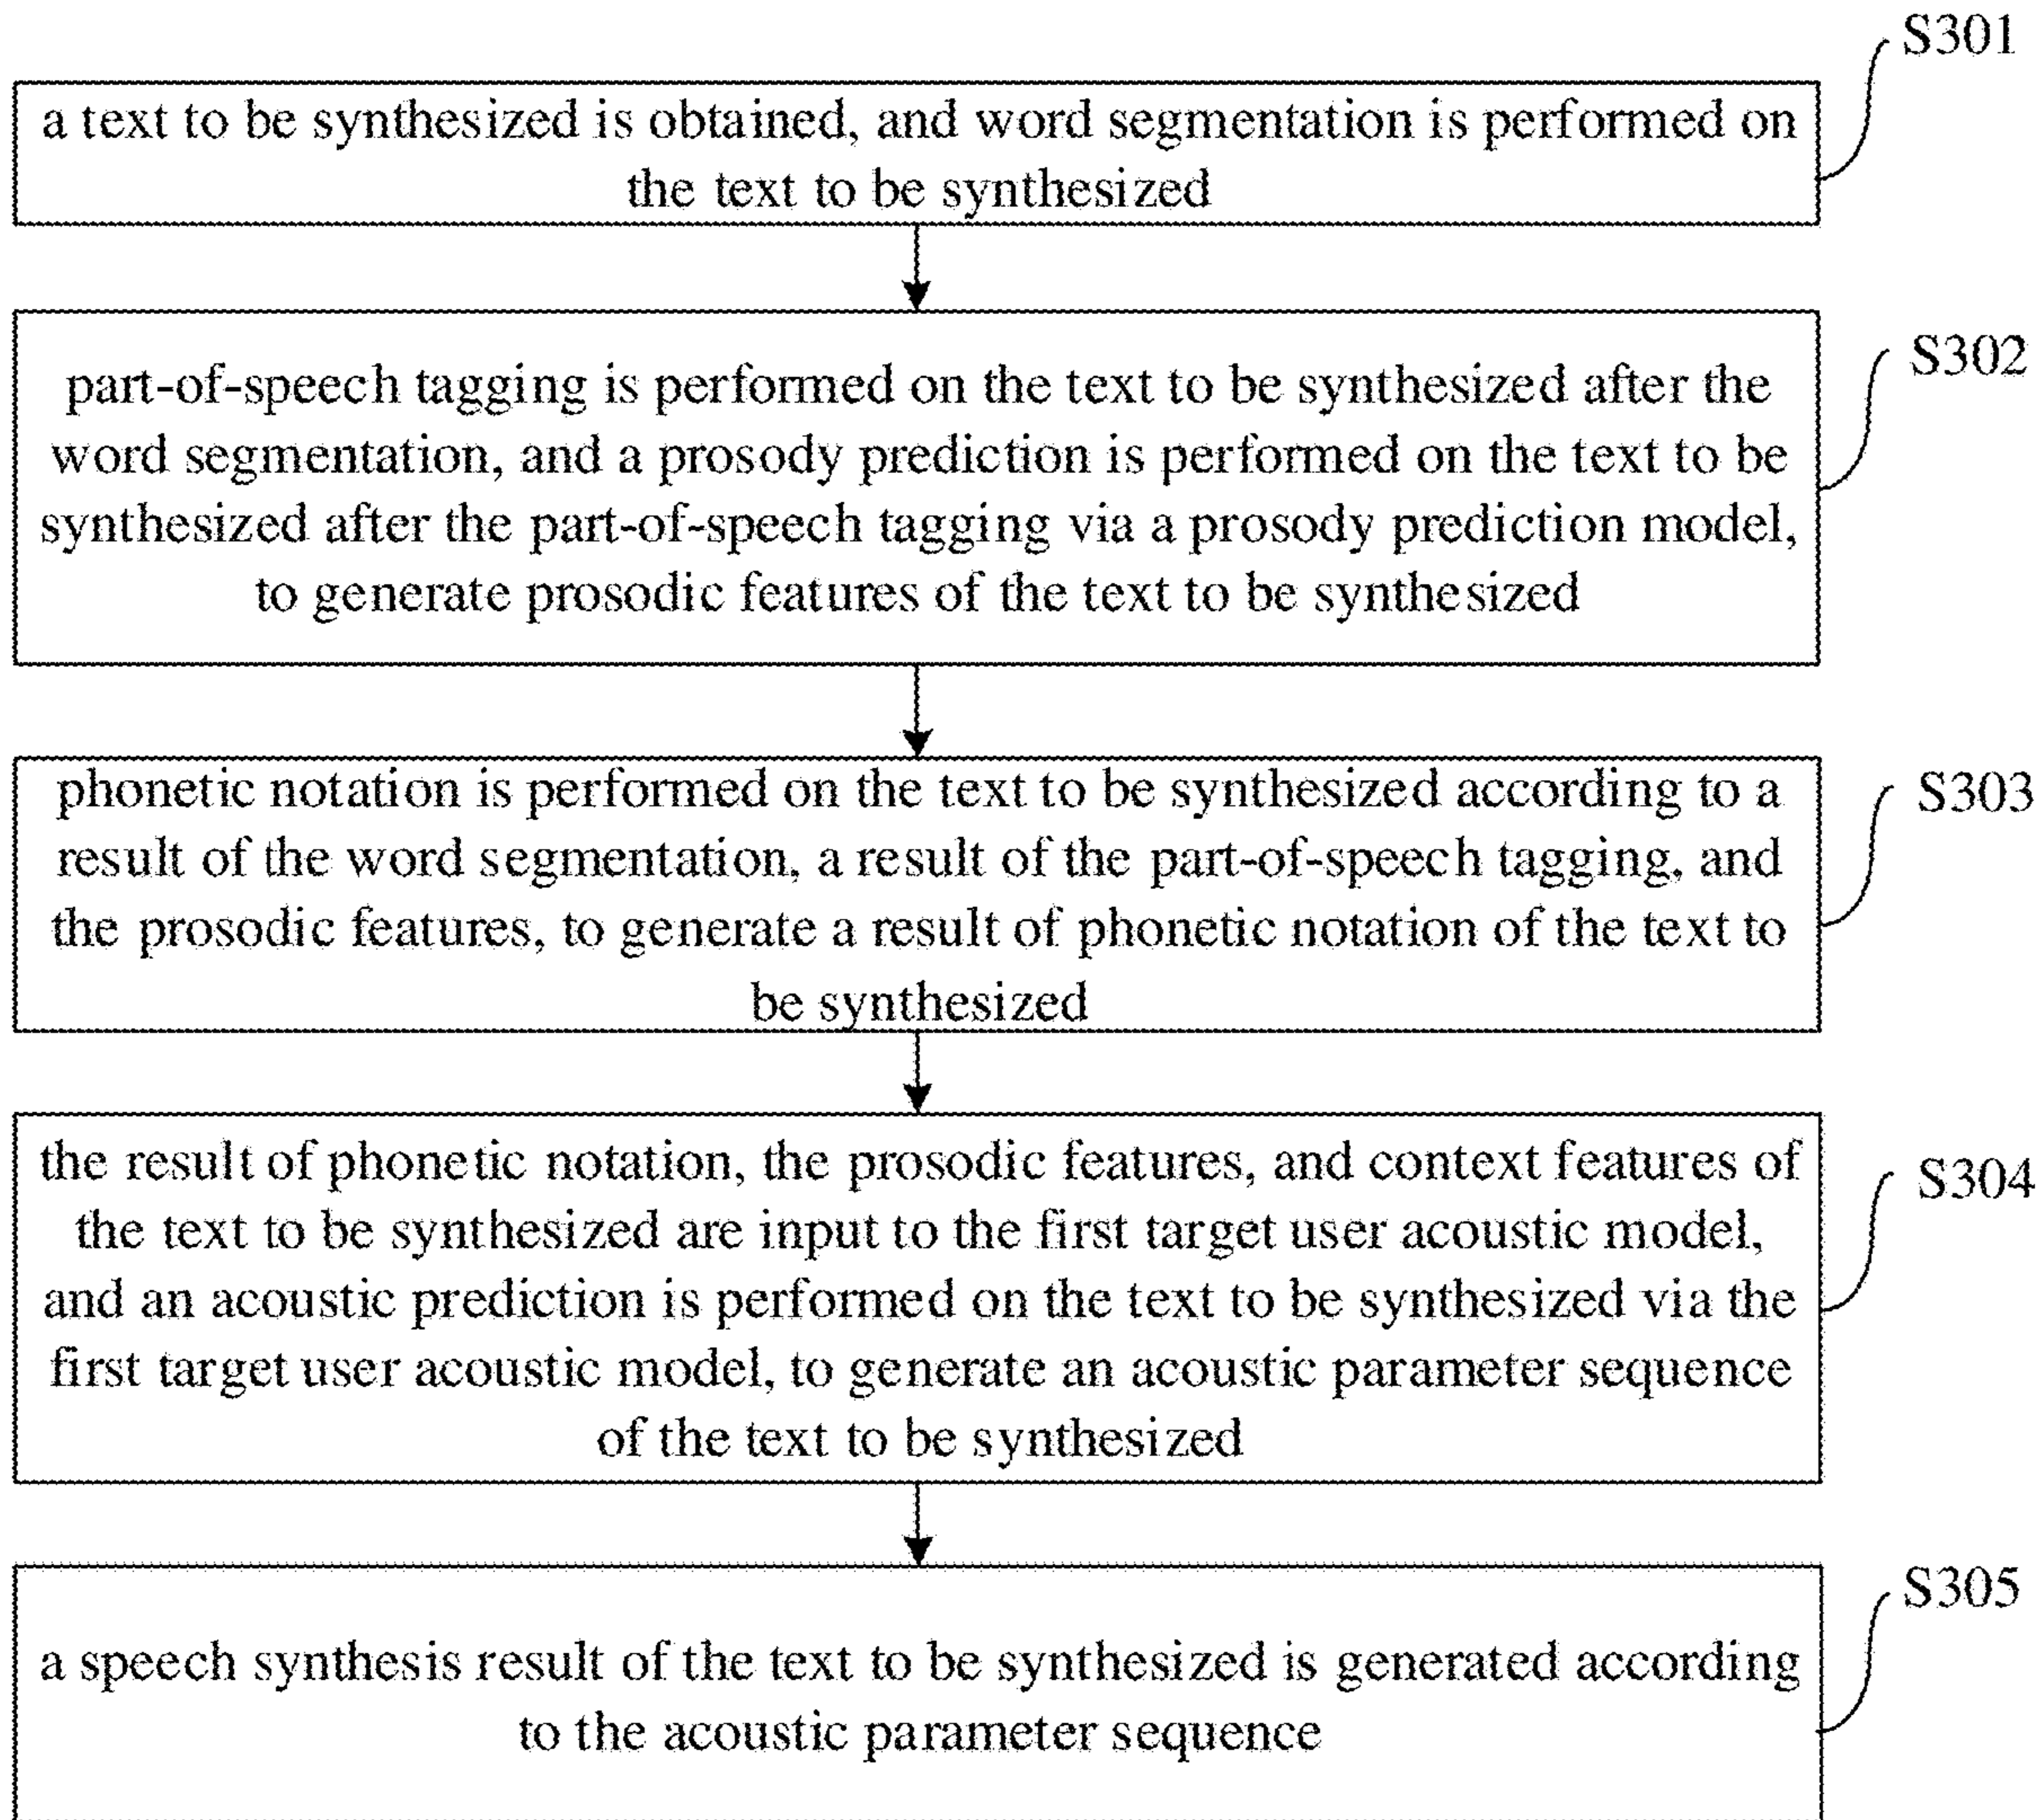 S301
a text to be synthesized is obtained, and word segmentation is performed on
the text to be synthesized
S302
part-of-speech tagging is performed on the text to be synthesized after the
word segmentation, and a prosody prediction is performed on the text to be
synthesized after the part-of-speech tagging via a prosody prediction model,
to generate prosodic features of the text to be synthesized
S303
phonetic notation is performed on the text to be synthesized according to a
result of the word segmentation, a result of the part-of-speech tagging, and
the prosodic features, to generate a result of phonetic notation of the text to
be synthesized
S304
the result of phonetic notation, the prosodic features, and context features of
the text to be synthesized are input to the first target user acoustic model,
and an acoustic prediction is performed on the text to be synthesized via the
first target user acoustic model, to generate an acoustic parameter sequence
of the text to be synthesized
S305
a speech synthesis result of the text to be synthesized is generated according
to the acoustic parameter sequence